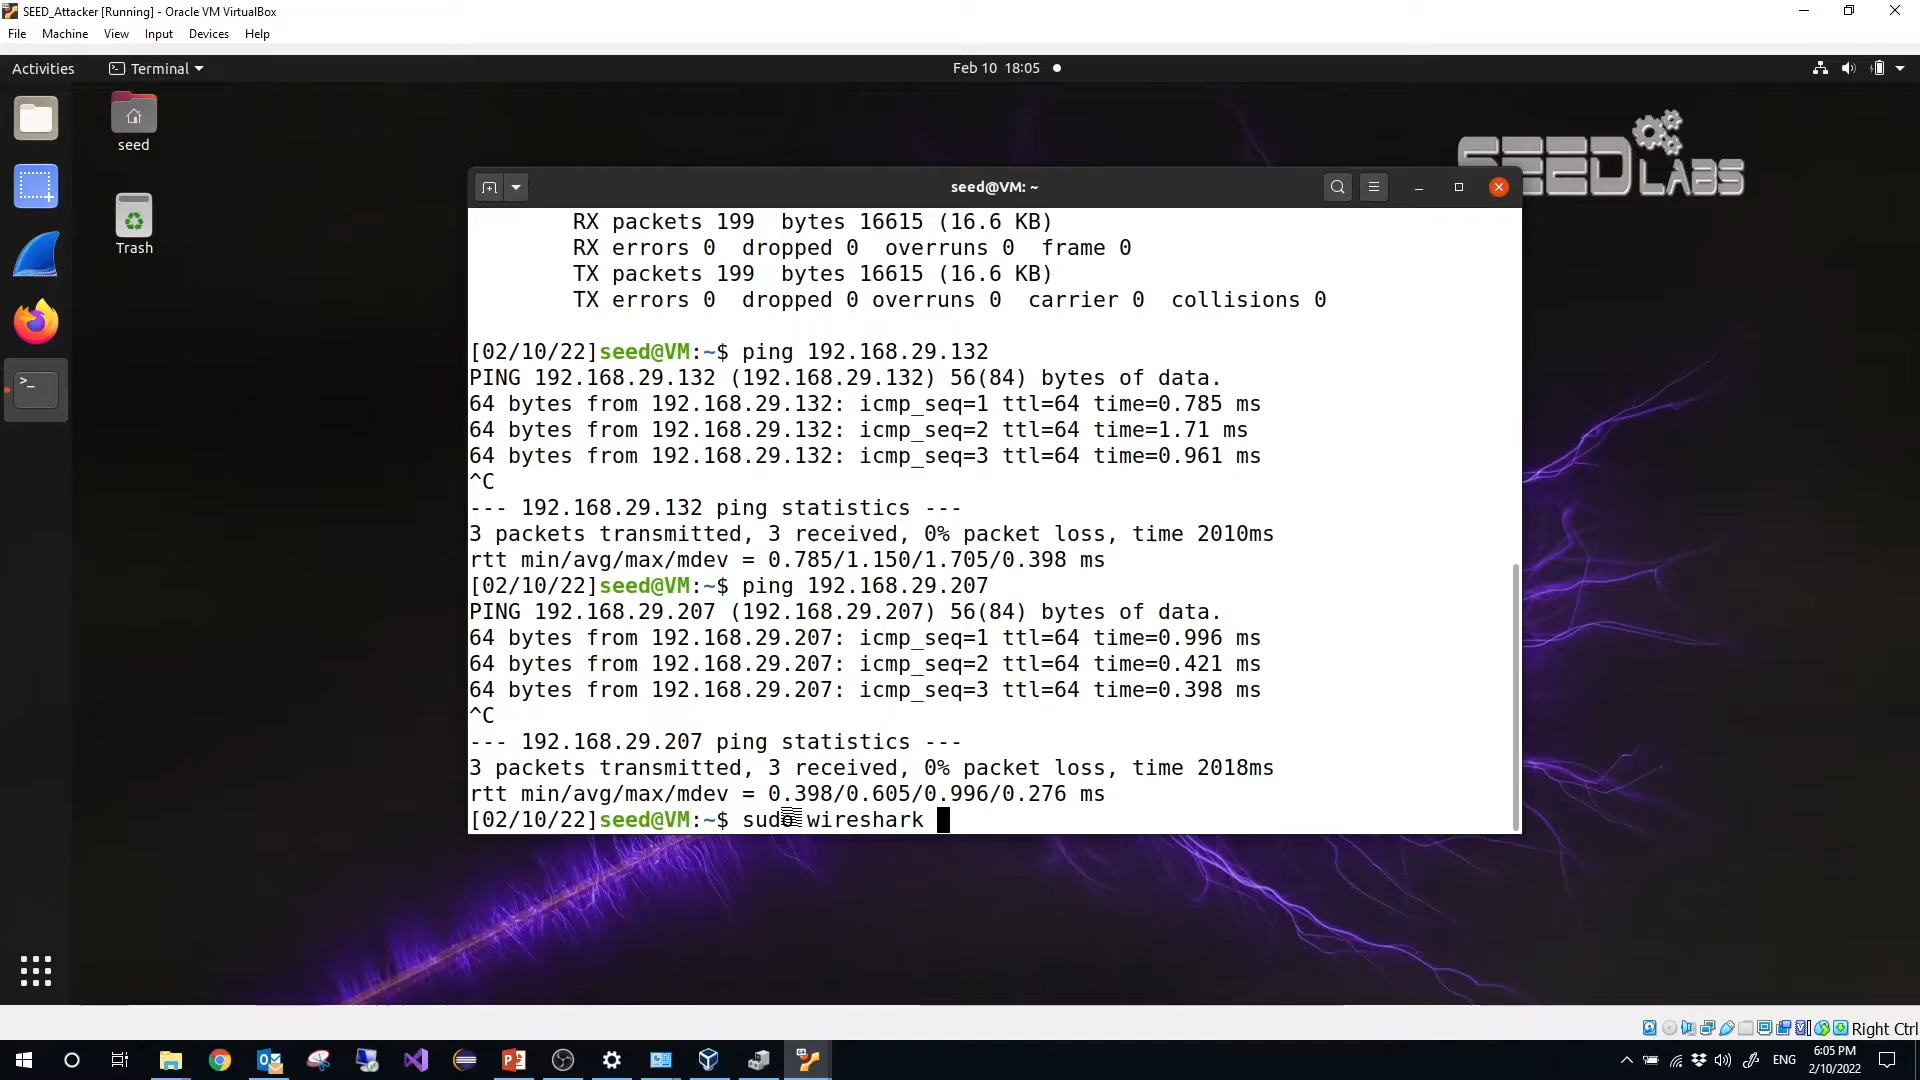 SEED_Attacker [Running] - Oracle VM VirtualBox
File Machine View Input Devices Help
Activities Terminal Feb 10 18:05
seed
Trash
SEED LABS
seed@VM: ~
RX packets 199 bytes 16615 (16.6 KB)
RX errors 0 dropped 0 overruns 0 frame 0
TX packets 199 bytes 16615 (16.6 KB)
TX errors 0 dropped 0 overruns 0 carrier 0 collisions 0
[02/10/22]seed@VM:~$ ping 192.168.29.132
PING 192.168.29.132 (192.168.29.132) 56(84) bytes of data.
64 bytes from 192.168.29.132: icmp_seq=1 ttl=64 time=0.785 ms
64 bytes from 192.168.29.132: icmp_seq=2 ttl=64 time=1.71 ms
64 bytes from 192.168.29.132: icmp_seq=3 ttl=64 time=0.961 ms
^C
--- 192.168.29.132 ping statistics ---
3 packets transmitted, 3 received, 0% packet loss, time 2010ms
rtt min/avg/max/mdev = 0.785/1.150/1.705/0.398 ms
[02/10/22]seed@VM:~$ ping 192.168.29.207
PING 192.168.29.207 (192.168.29.207) 56(84) bytes of data.
64 bytes from 192.168.29.207: icmp_seq=1 ttl=64 time=0.996 ms
64 bytes from 192.168.29.207: icmp_seq=2 ttl=64 time=0.421 ms
64 bytes from 192.168.29.207: icmp_seq=3 ttl=64 time=0.398 ms
^C
--- 192.168.29.207 ping statistics ---
3 packets transmitted, 3 received, 0% packet loss, time 2018ms
rtt min/avg/max/mdev = 0.398/0.605/0.996/0.276 ms
[02/10/22]seed@VM:~$ sudo wireshark
Right Ctrl
ENG
6:05 PM
2/10/2022